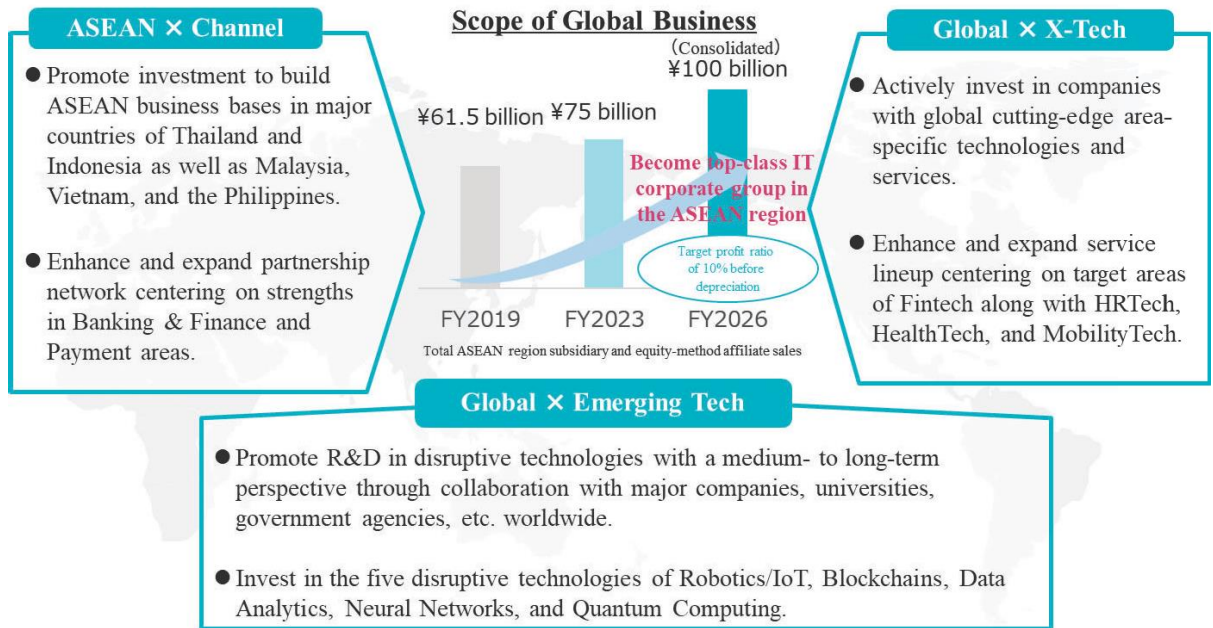 Scope of Global Business
ASEAN × Channel
● Promote investment to build
ASEAN business bases in major
countries of Thailand and
Indonesia as well as Malaysia,
Vietnam, and the Philippines.
● Enhance and expand partnership
network centering on strengths
in Banking & Finance and
Payment areas.
(Consolidated)
¥100 billion
¥61.5 billion
¥75 billion
Become top-class IT
corporate group in
the ASEAN region
Target profit ratio
of 10% before
depreciation
FY2019
FY2023
FY2026
Total ASEAN region subsidiary and equity-method affiliate sales
Global × X-Tech
● Actively invest in companies
with global cutting-edge area-
specific technologies and
services.
● Enhance and expand service
lineup centering on target areas
of Fintech along with HRTech,
HealthTech, and MobilityTech.
Global × Emerging Tech
● Promote R&D in disruptive technologies with a medium- to long-term
perspective through collaboration with major companies, universities,
government agencies, etc. worldwide.
● Invest in the five disruptive technologies of Robotics/IoT, Blockchains, Data
Analytics, Neural Networks, and Quantum Computing.